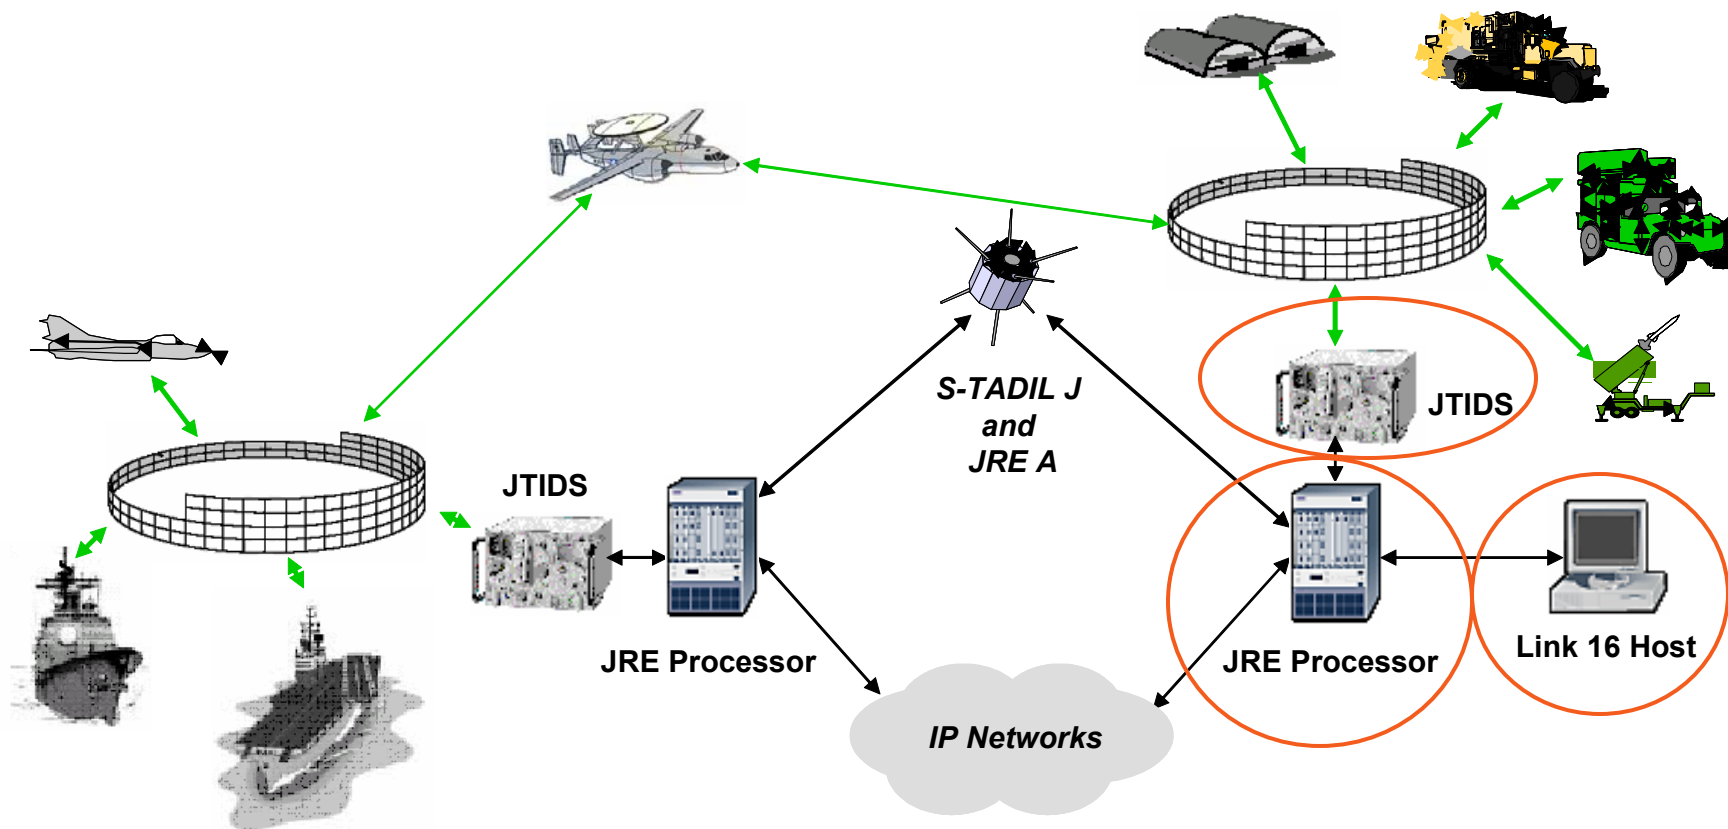 S-TADIL J
and
JRE A
JTIDS
JTIDS
JRE Processor
JRE Processor
Link 16 Host
IP Networks